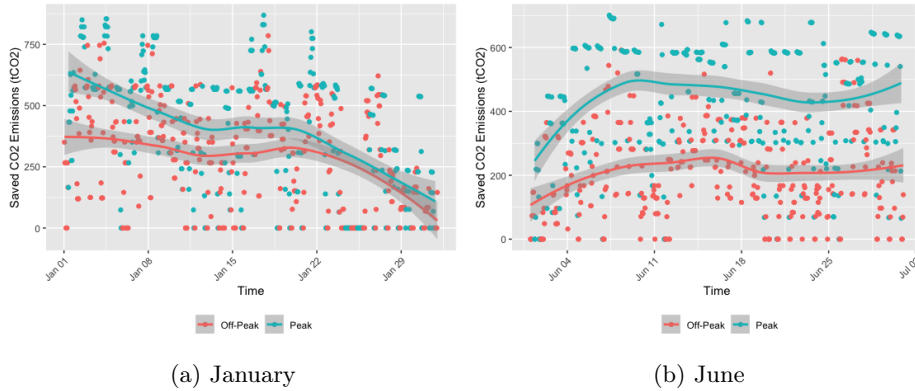 Saved CO2 Emissions (tCO2)
750
500
250
0
Jan 01
Jan 08
Jan 15
Jan 22
Jan 29
Time
Off-Peak
Peak
(a) January
Saved CO2 Emissions (tCO2)
600
400
200
0
Jun 04
Jun 11
Jun 18
Jun 25
Time
Off-Peak
Peak
(b) June